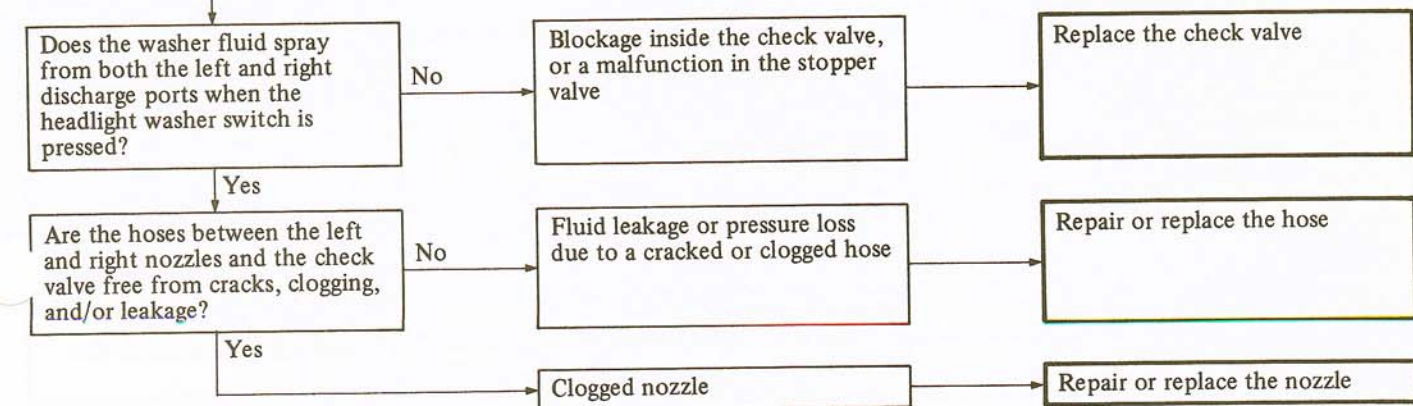 Does the washer fluid spray
from both the left and right
discharge ports when the
headlight washer switch is
pressed?
No
Blockage inside the check valve,
or a malfunction in the stopper
valve
Replace the check valve
Yes
Are the hoses between the left
and right nozzles and the check
valve free from cracks, clogging,
and/or leakage?
No
Fluid leakage or pressure loss
due to a cracked or clogged hose
Repair or replace the hose
Yes
Clogged nozzle
Repair or replace the nozzle